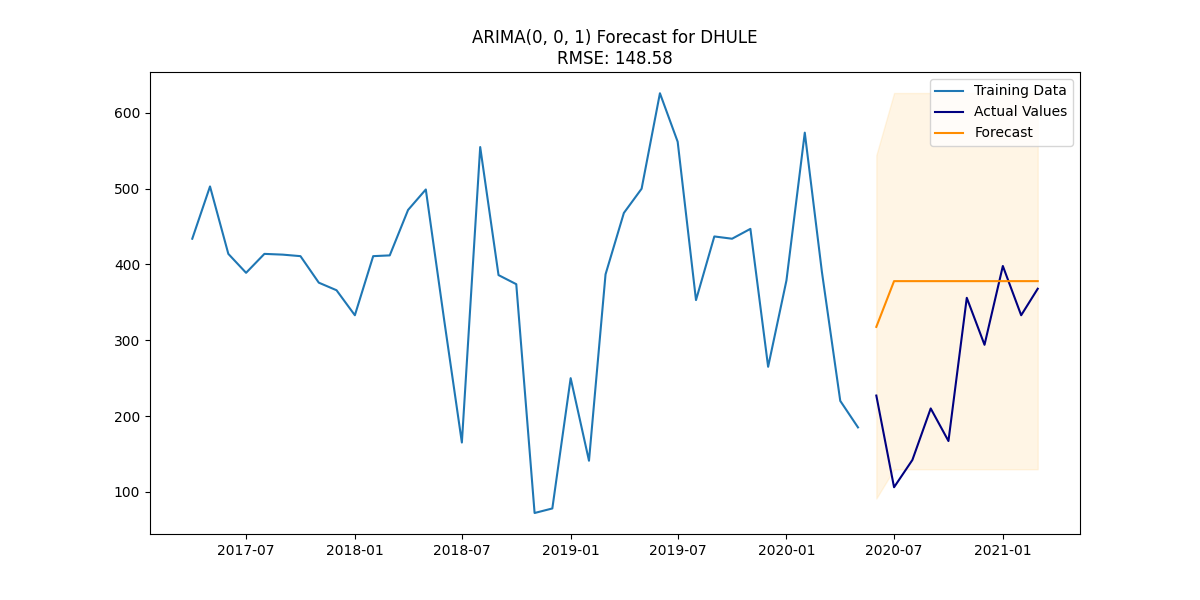 ARIMA(0, 0, 1) Forecast for DHULE
RMSE: 148.58
Training Data
Actual Values
Forecast
600
500
400
300
200
100
2017-07
2018-01
2018-07
2019-01
2019-07
2020-01
2020-07
2021-01